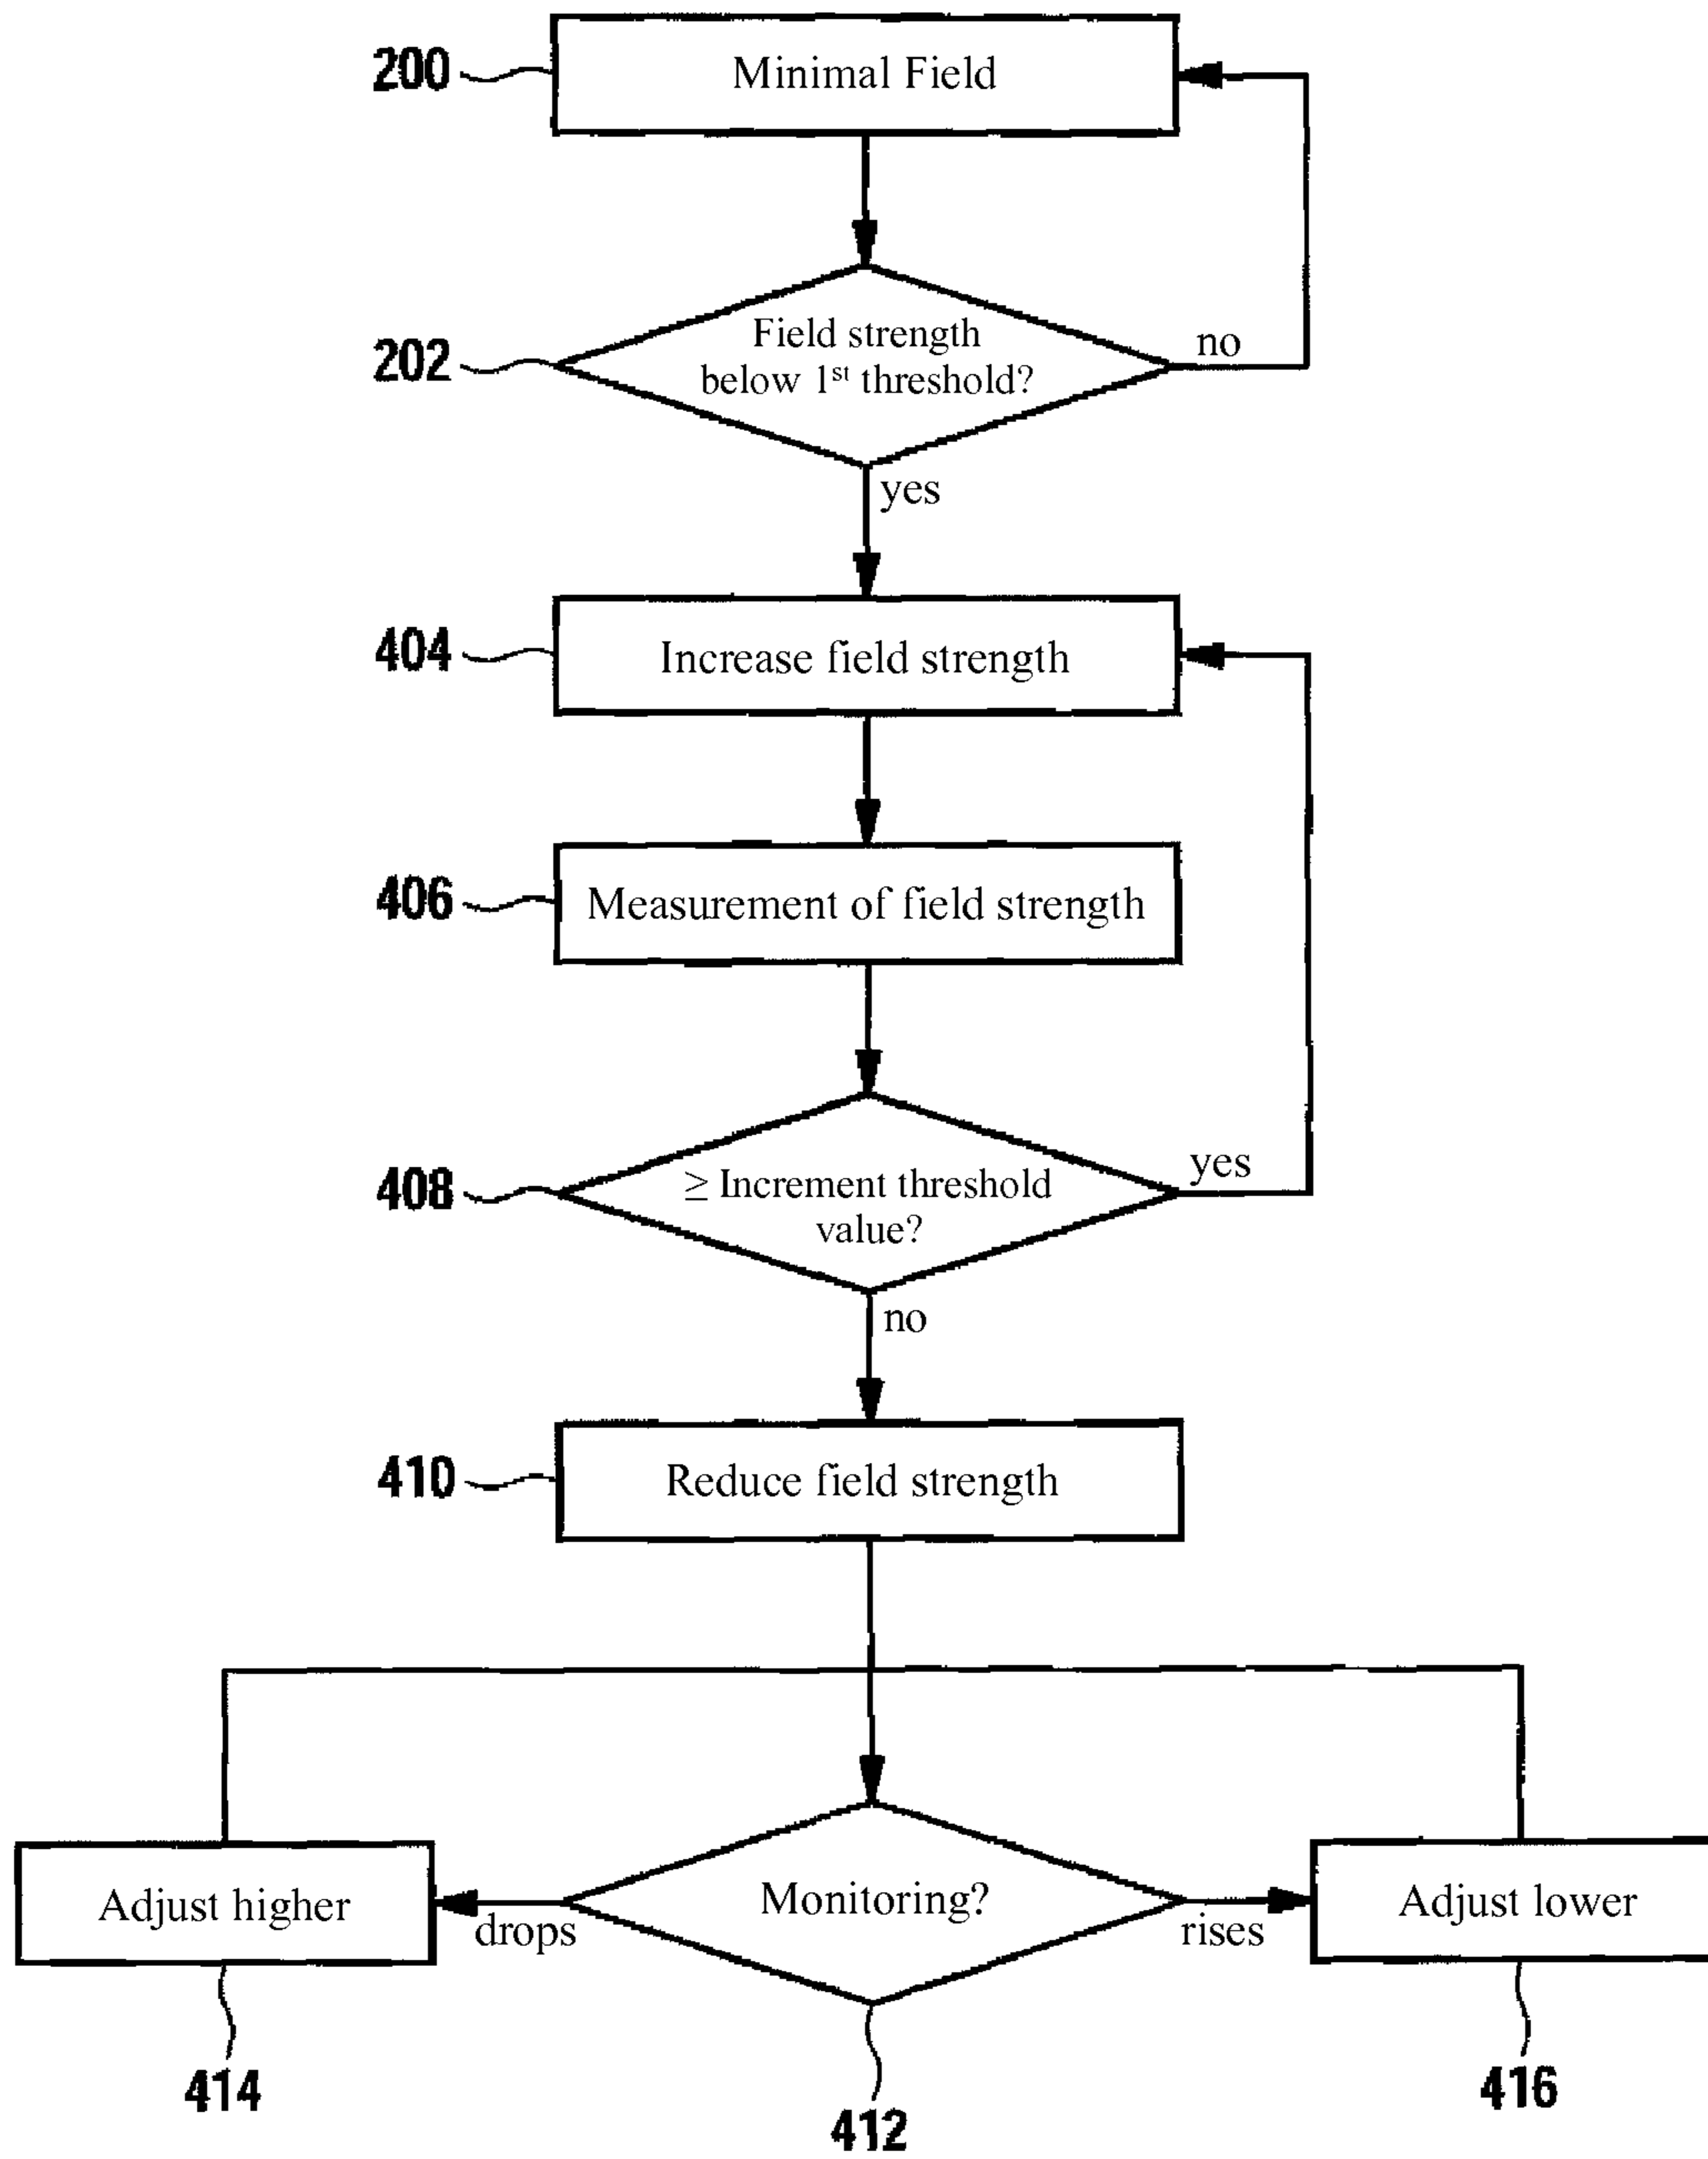 200
Minimal Field
202
Field strength
below 1st threshold?
no
yes
404
Increase field strength
406
Measurement of field strength
408
≥ Increment threshold
value?
yes
no
410
Reduce field strength
Adjust higher
drops
Monitoring?
rises
Adjust lower
414
412
416